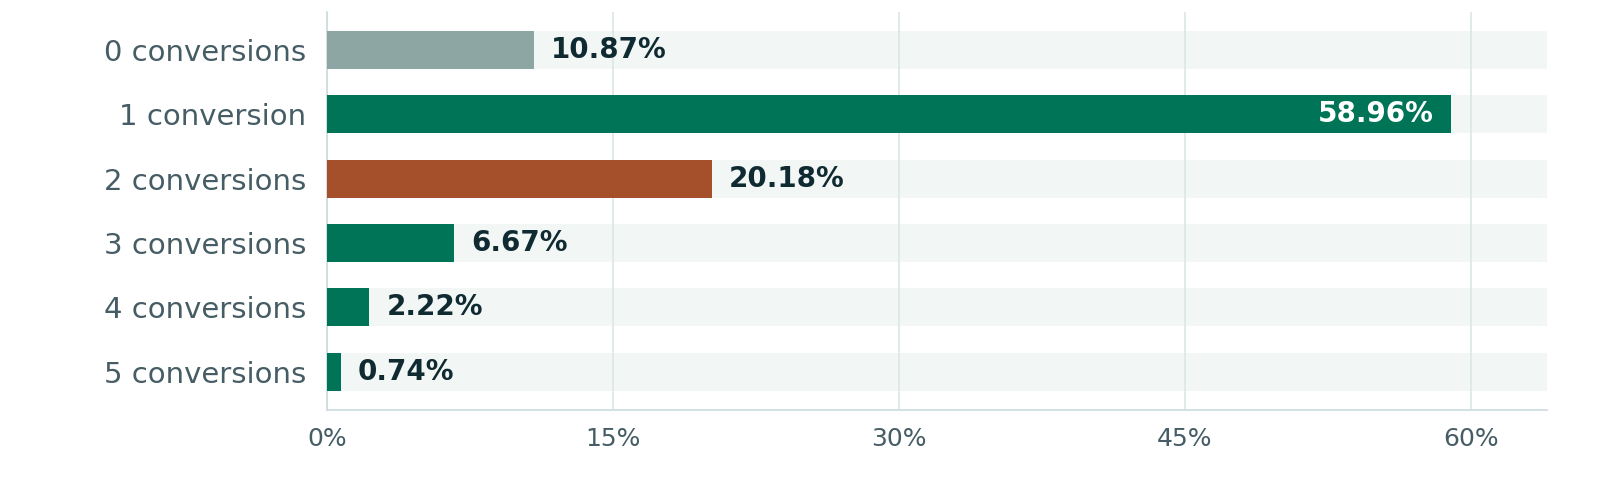 0 conversions 10.87%
1 conversion 58.96%
2 conversions 20.18%
3 conversions 6.67%
4 conversions 2.22%
5 conversions 0.74%
0% 15% 30% 45% 60%